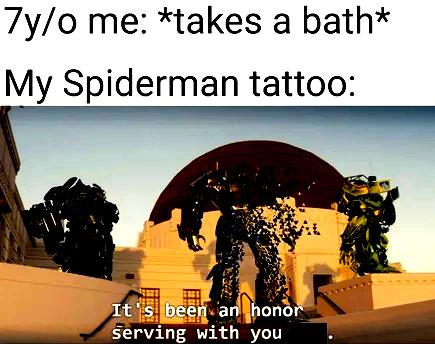 7y/o me: *takes a bath*
My Spiderman tattoo:
It's been an honor
serving with you .